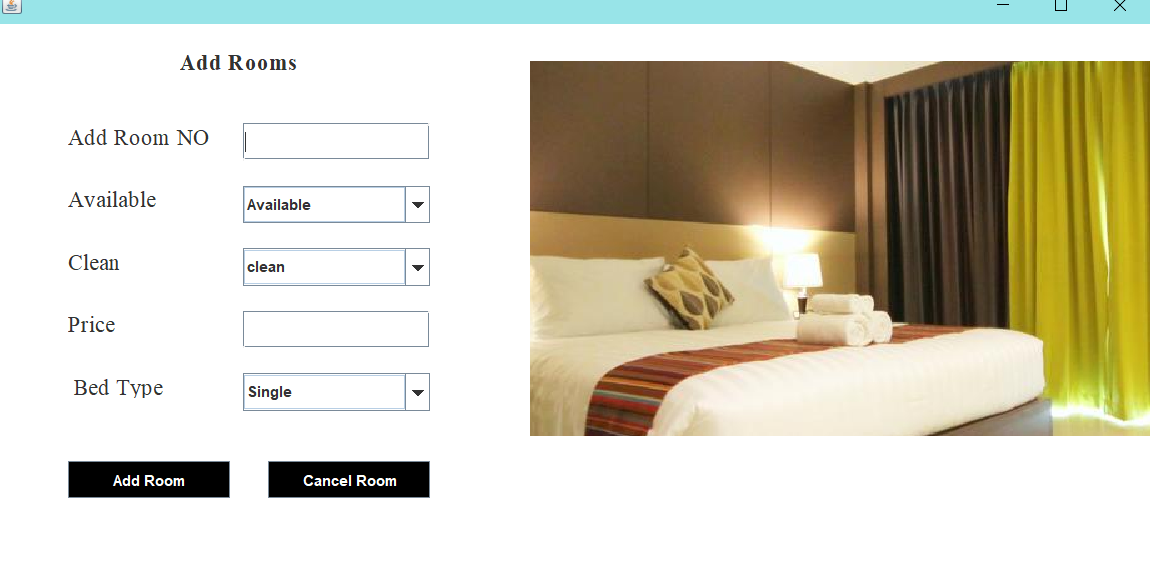 Add Rooms
Add Room NO
Available Available
Clean clean
Price
Bed Type Single
Add Room Cancel Room